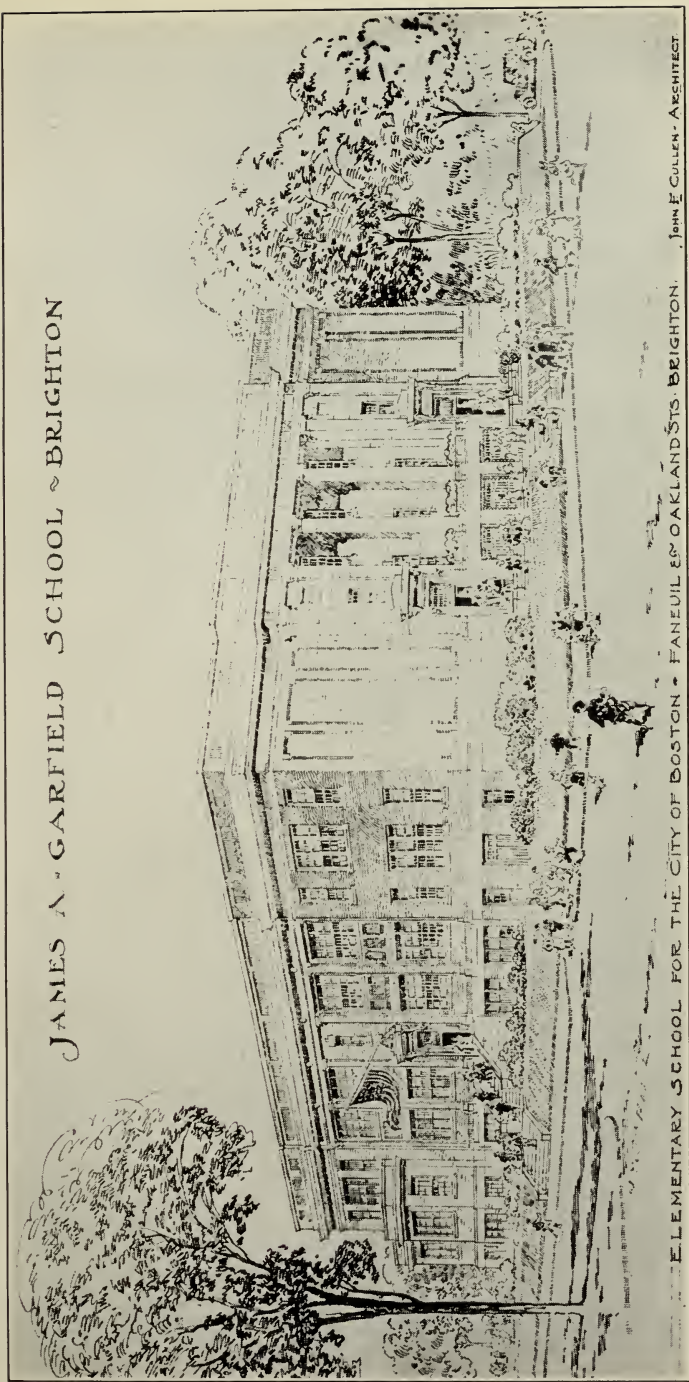 JAMES A · GARFIELD SCHOOL ~ BRIGHTON
ELEMENTARY SCHOOL FOR THE CITY OF BOSTON - FANEUIL & OAKLAND STS. BRIGHTON.
JOHN F CULLEN - ARCHITECT